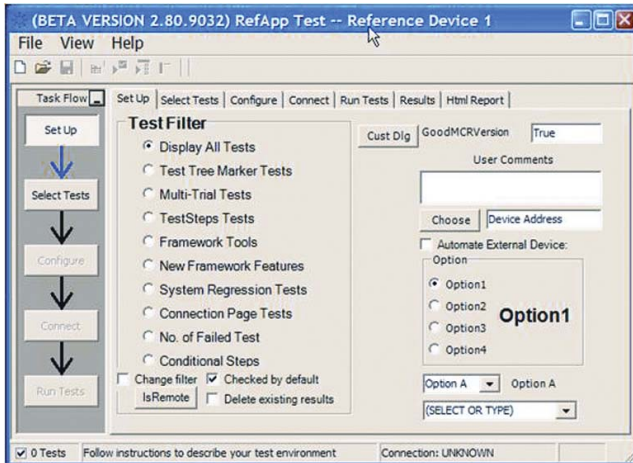 (BETA VERSION 2.80.9032) RefApp Test -- Reference Device 1
File View Help
Task Flow
Set Up Select Tests Configure Connect Run Tests Results Html Report
Set Up
Select Tests
Configure
Connect
Run Tests
Test Filter
Display All Tests
Test Tree Marker Tests
Multi-Trial Tests
TestSteps Tests
Framework Tools
New Framework Features
System Regression Tests
Connection Page Tests
No. of Failed Test
Conditional Steps
Change filter Checked by default
IsRemote Delete existing results
Cust Dlg GoodMCRVersion True
User Comments
Choose Device Address
Automate External Device:
Option
Option1
Option2
Option3
Option4
Option1
Option A Option A
(SELECT OR TYPE)
0 Tests Follow instructions to describe your test environment Connection: UNKNOWN